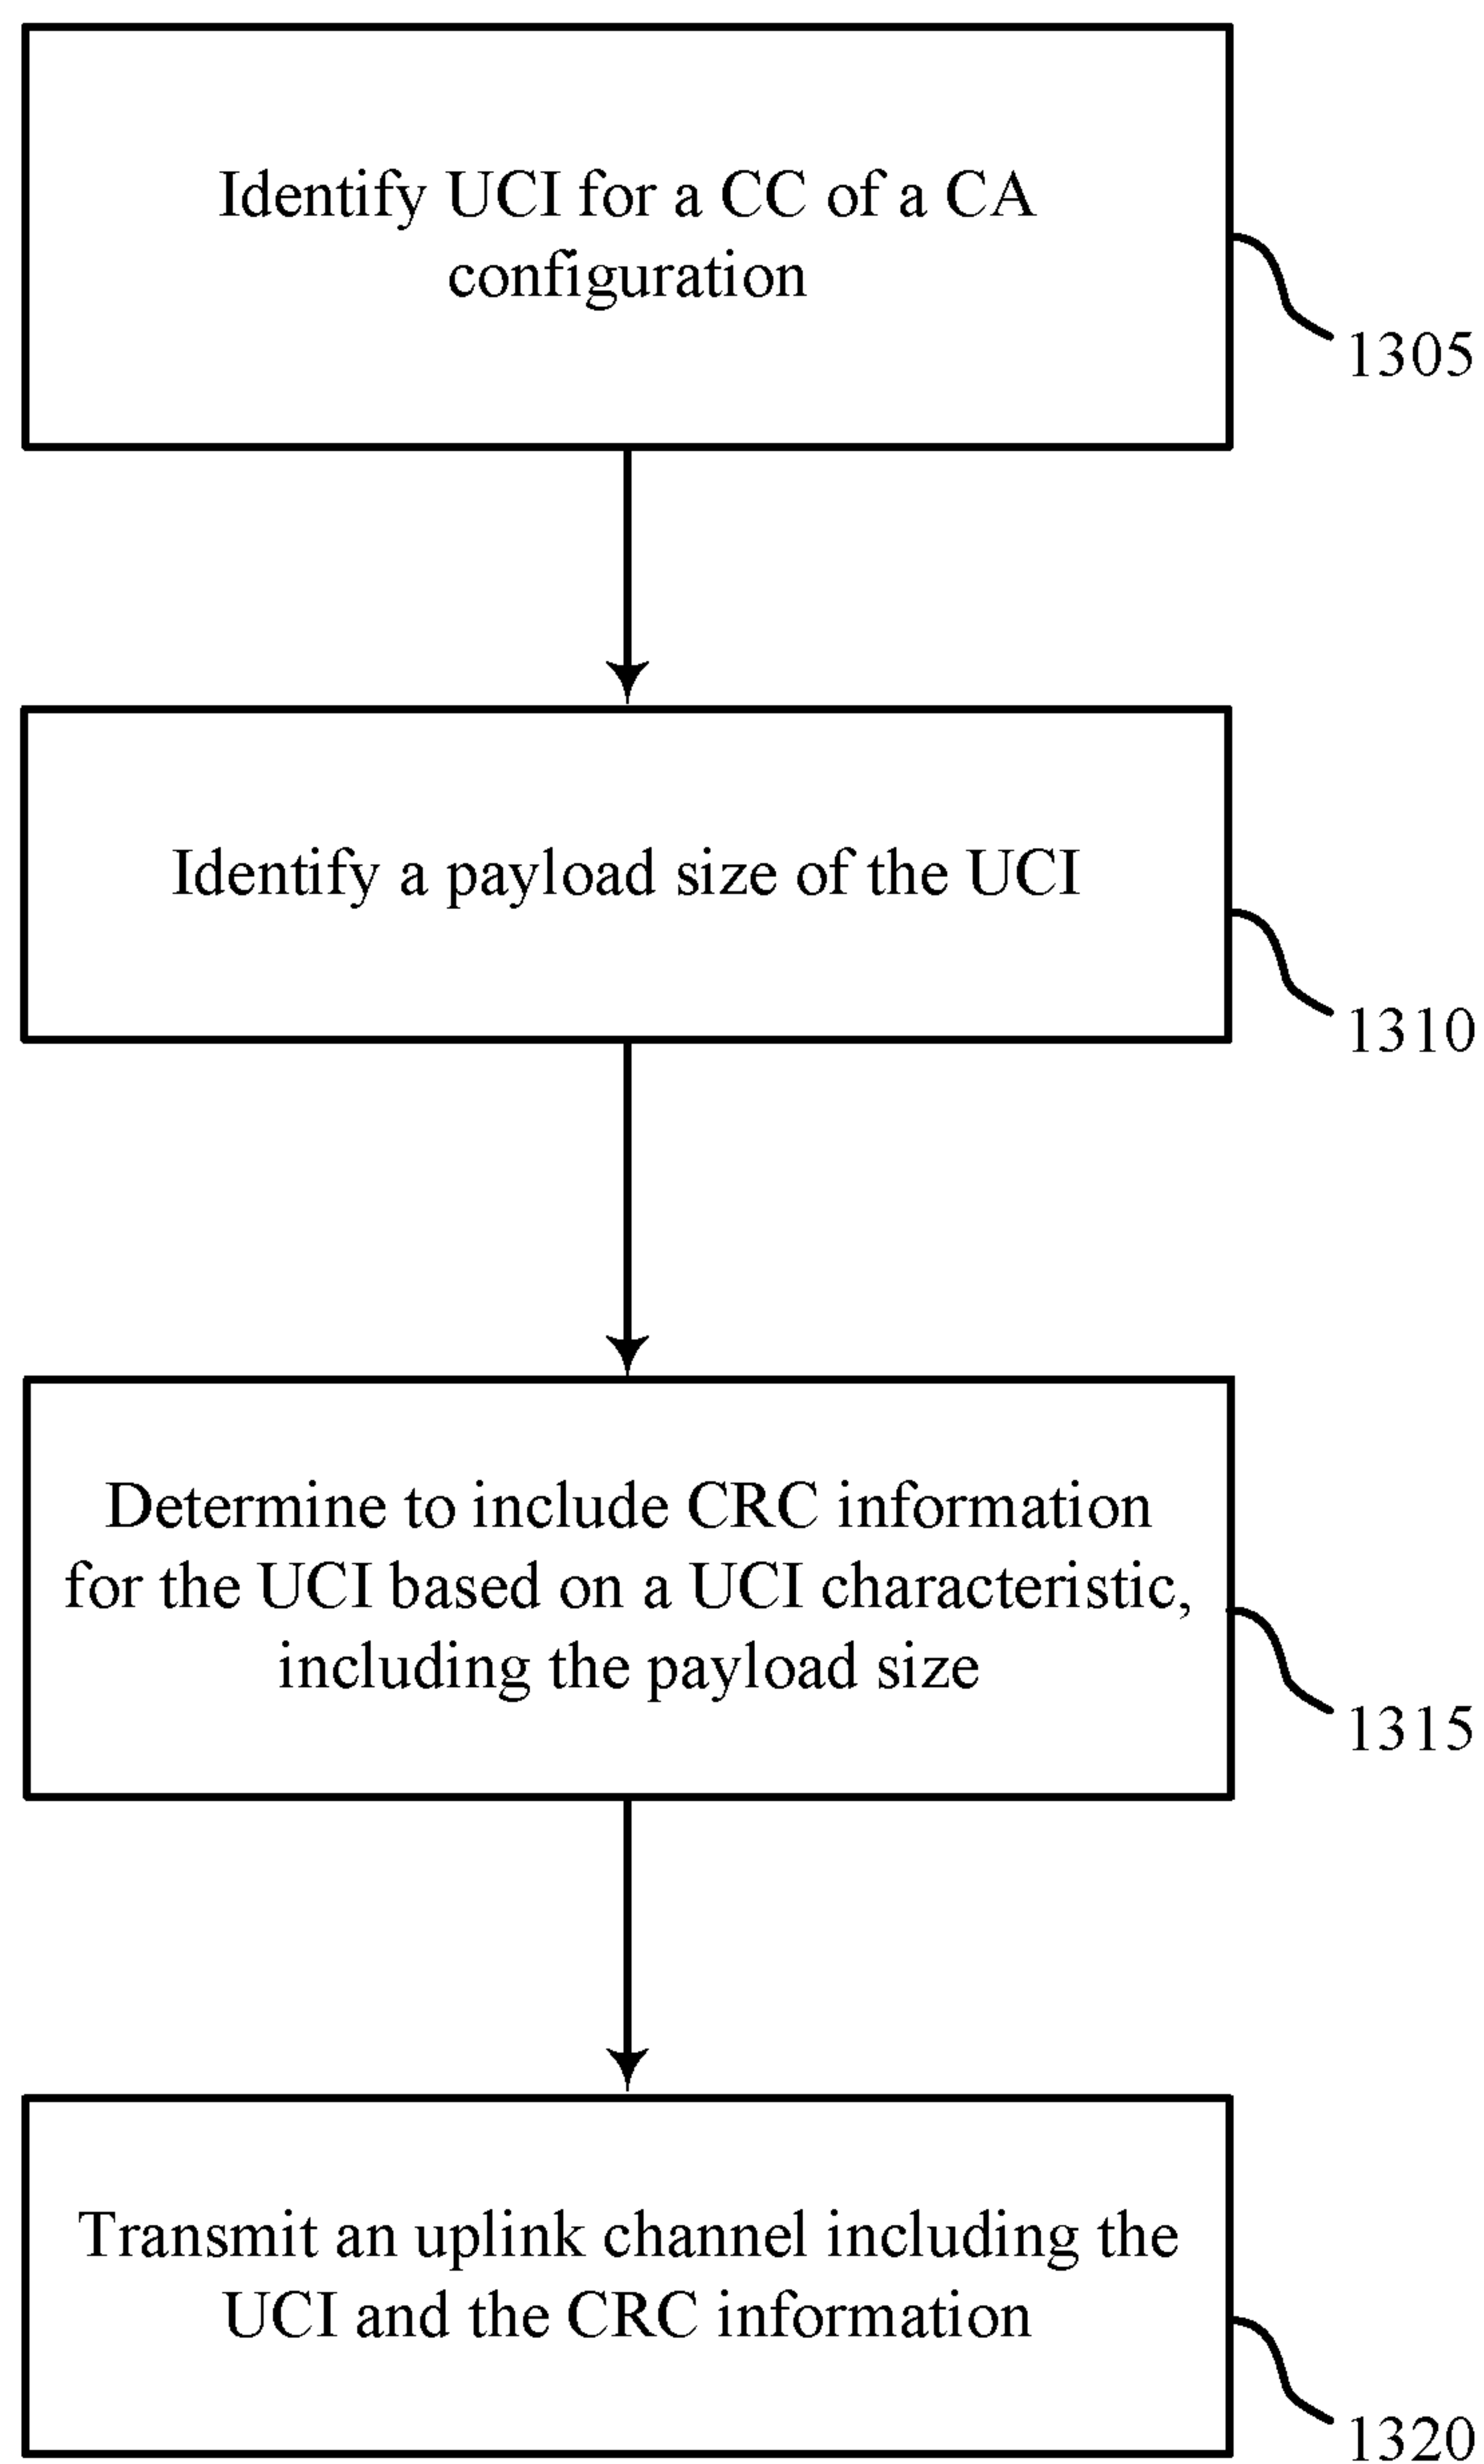 Identify UCI for a CC of a CA
configuration
1305
Identify a payload size of the UCI
1310
Determine to include CRC information
for the UCI based on a UCI characteristic,
including the payload size
1315
Transmit an uplink channel including the
UCI and the CRC information
1320